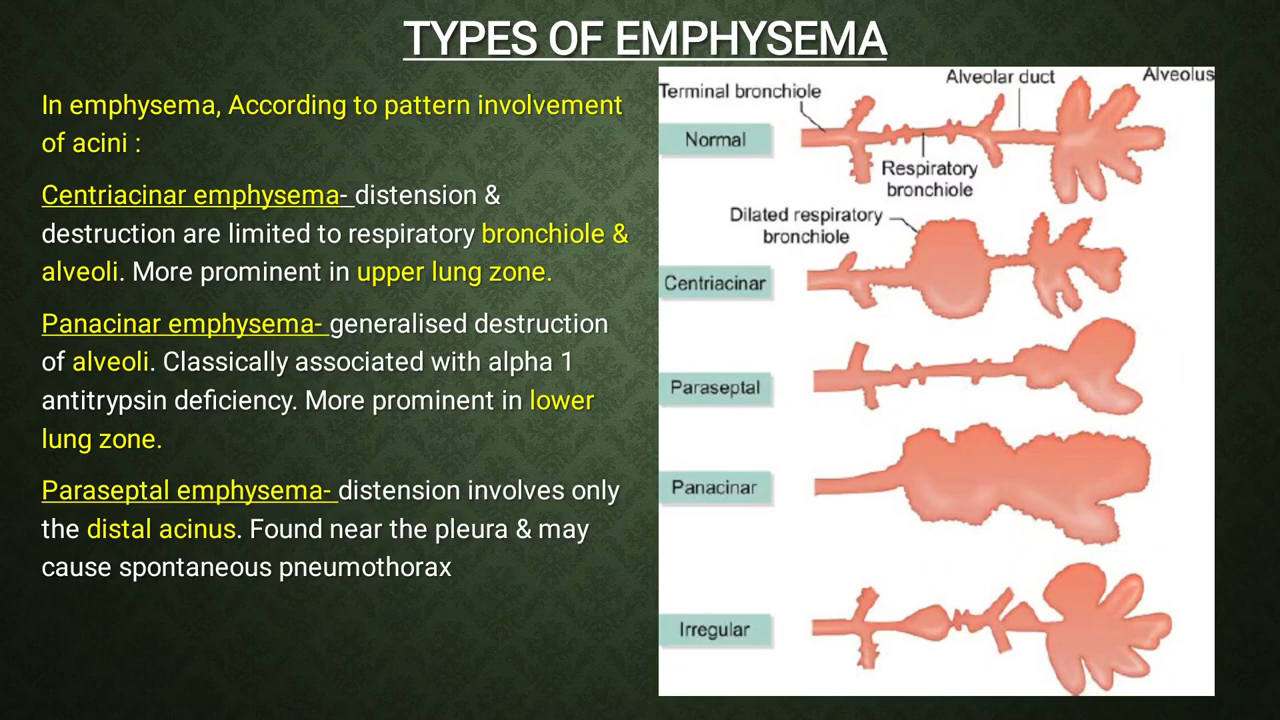 TYPES OF EMPHYSEMA
In emphysema, According to pattern involvement
of acini :
Centriacinar emphysema- distension &
destruction are limited to respiratory bronchiole &
alveoli. More prominent in upper lung zone.
Panacinar emphysema- generalised destruction
of alveoli. Classically associated with alpha 1
antitrypsin deficiency. More prominent in lower
lung zone.
Paraseptal emphysema- distension involves only
the distal acinus. Found near the pleura & may
cause spontaneous pneumothorax
Alveolar duct
Alveolus
Terminal bronchiole
Normal
Respiratory
bronchiole
Dilated respiratory
bronchiole
Centriacinar
Paraseptal
Panacinar
Irregular